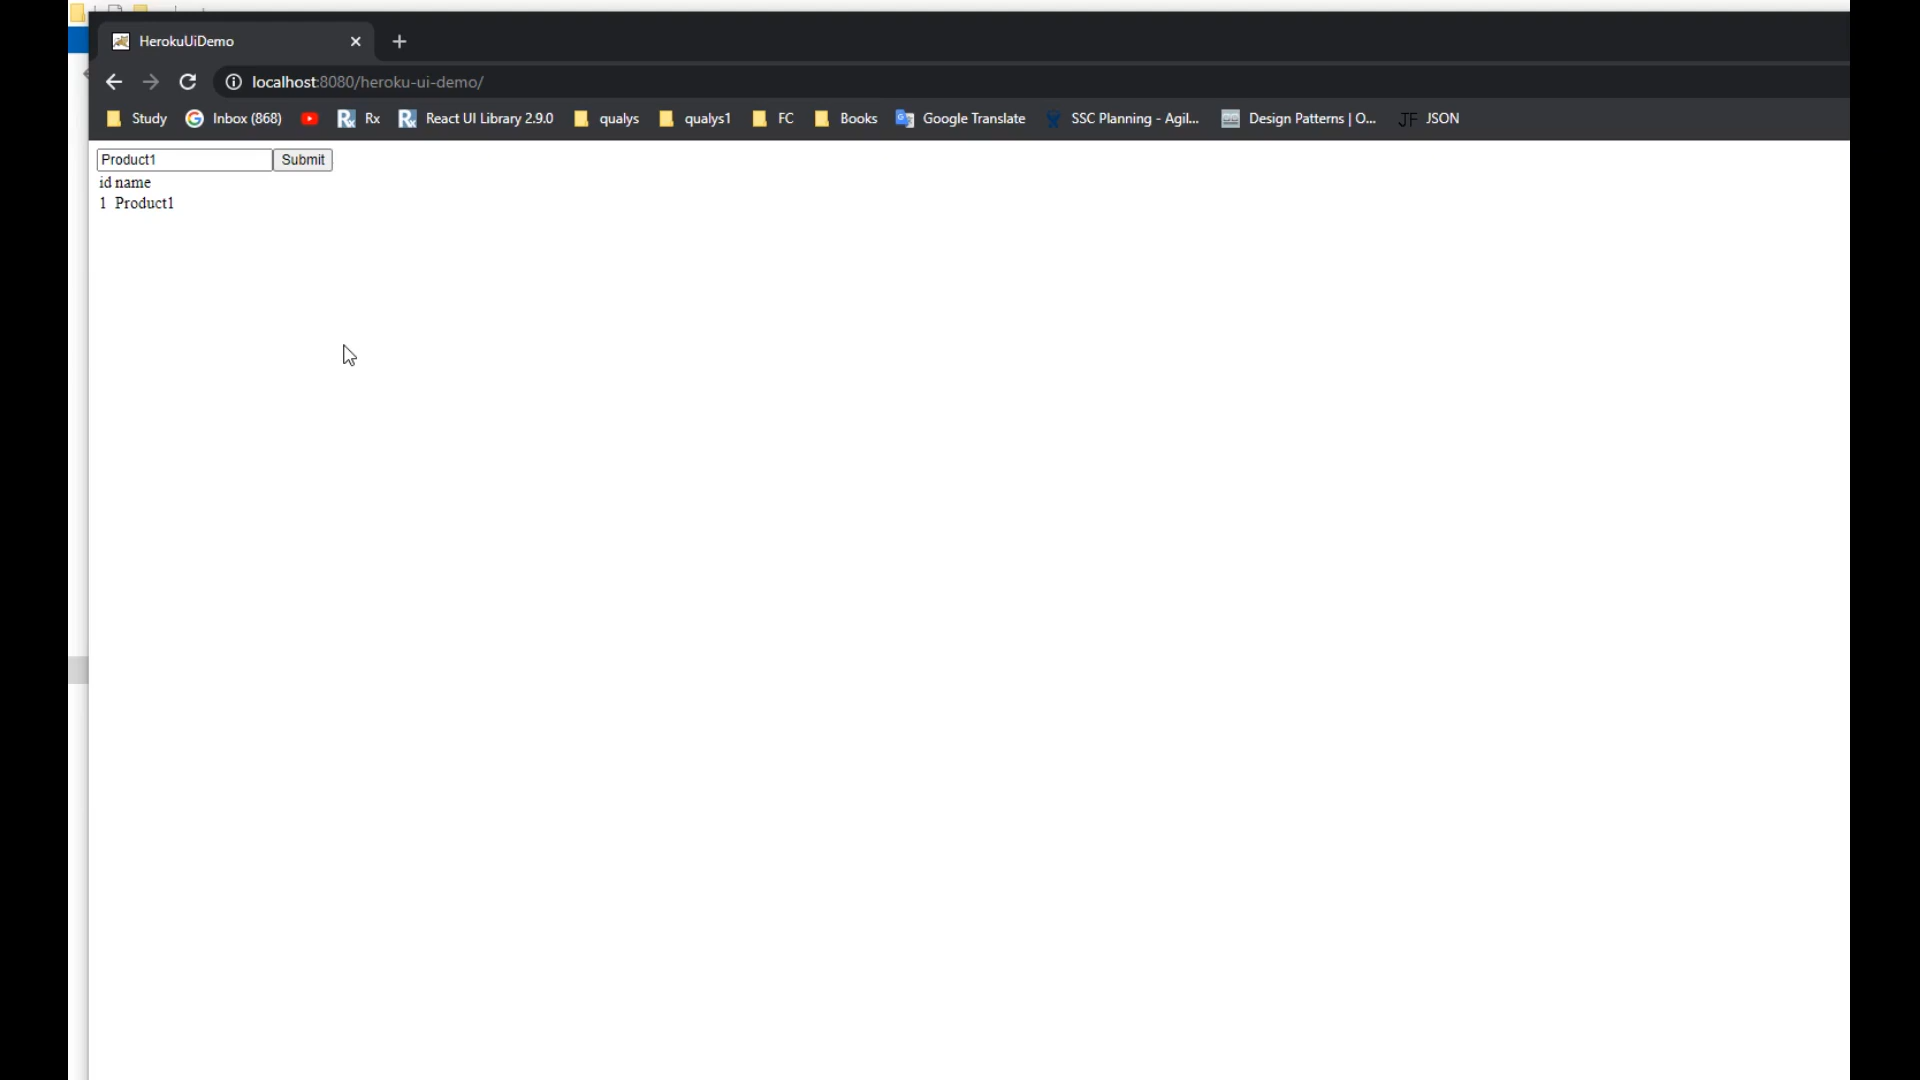 HerokuUiDemo
localhost:8080/heroku-ui-demo/
Study Inbox (868) Rx React UI Library 2.9.0 qualys qualys1 FC Books Google Translate SSC Planning - Agil... Design Patterns | O... JF JSON
Product1 Submit
id name
1 Product1